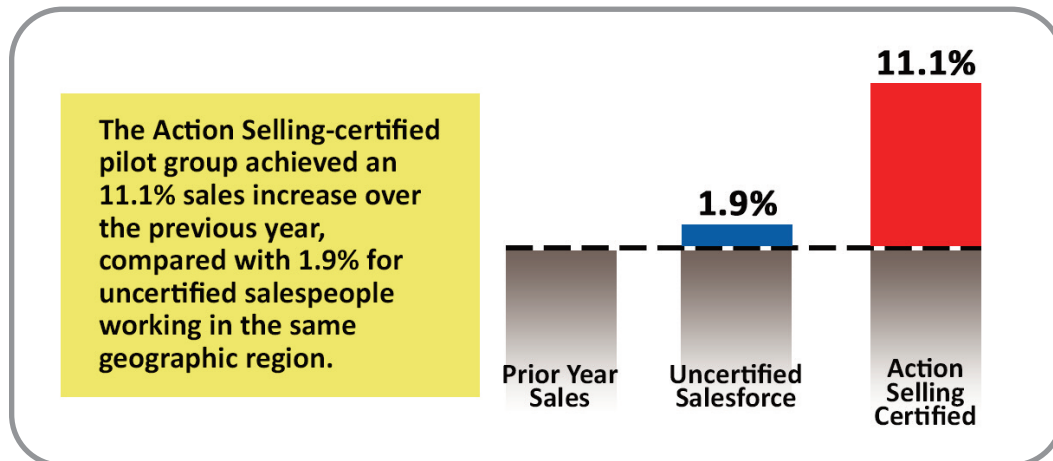 The Action Selling-certified
pilot group achieved an
11.1% sales increase over
the previous year,
compared with 1.9% for
uncertified salespeople
working in the same
geographic region.
11.1%
1.9%
Prior Year
Sales
Uncertified
Salesforce
Action
Selling
Certified